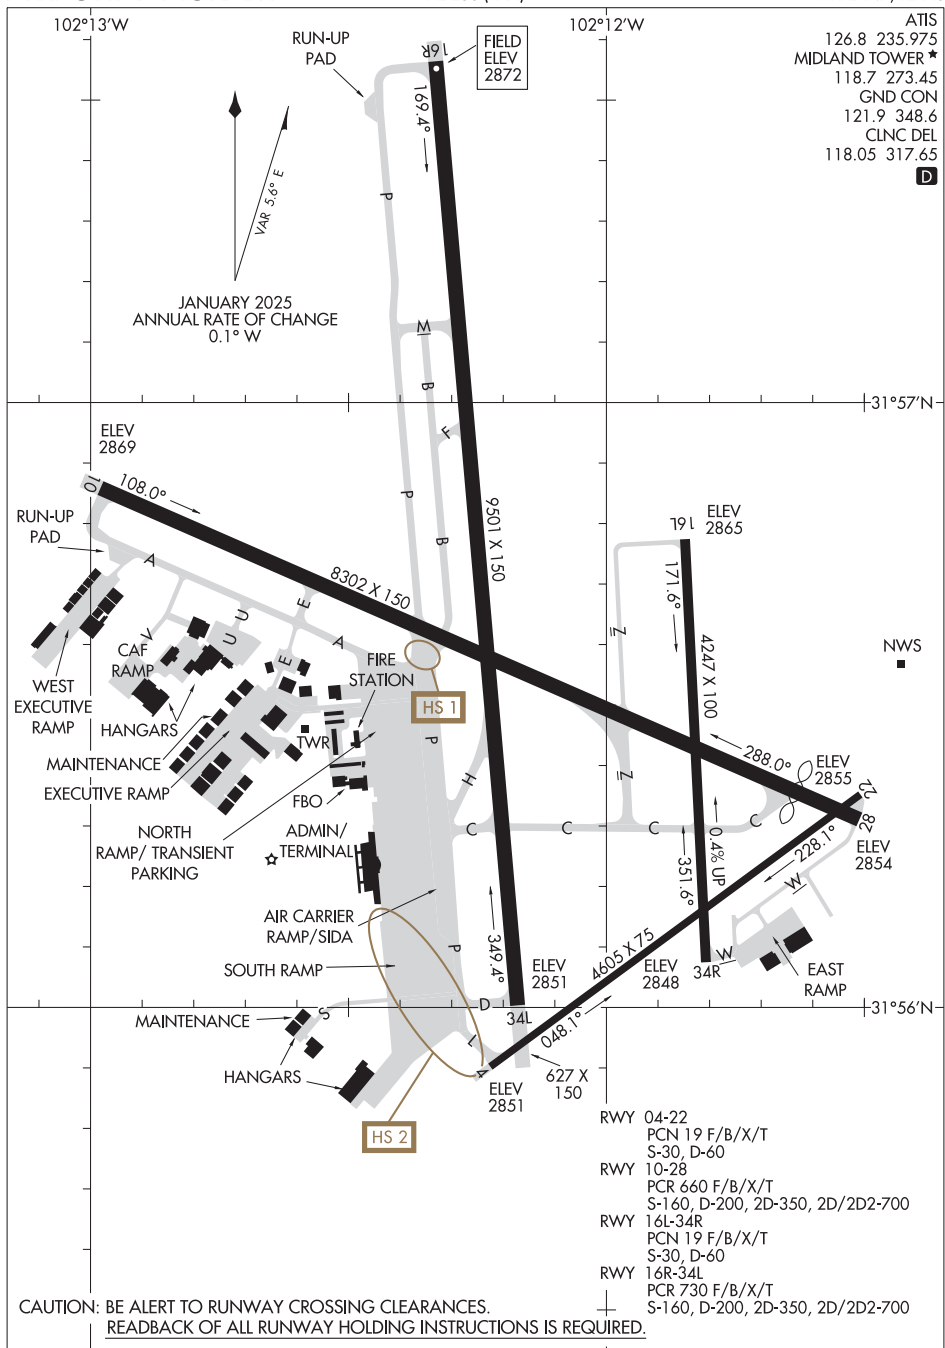 102°13'W
102°12'W
ATIS
126.8 235.975
MIDLAND TOWER ★
118.7 273.45
GND CON
121.9 348.6
CLNC DEL
118.05 317.65
D
RUN-UP
PAD
16R
FIELD
ELEV
2872
169.4°
VAR 5.6° E
JANUARY 2025
ANNUAL RATE OF CHANGE
0.1° W
P
M
B
F
31°57'N
ELEV
2869
10
108.0°
RUN-UP
PAD
A
P
B
9501 X 150
8302 X 150
16L
ELEV
2865
171.6°
4247 X 100
Z
NWS
V
U
U
E
E
A
CAF
RAMP
FIRE
STATION
WEST
EXECUTIVE
RAMP
HANGARS
HS 1
TWR
P
MAINTENANCE
EXECUTIVE RAMP
FBO
H
Z
288.0°
ELEV
2855
22
28
ELEV
2854
NORTH
RAMP/ TRANSIENT
PARKING
ADMIN/
TERMINAL
C
C
C
C
0.4% UP
351.6°
228.1°
W
AIR CARRIER
RAMP/SIDA
SOUTH RAMP
P
349.4°
ELEV
2851
4605 X 75
ELEV
2848
34R
W
EAST
RAMP
MAINTENANCE
S
D
34L
31°56'N
048.1°
L
HANGARS
4
ELEV
2851
627 X
150
HS 2
RWY 04-22
PCN 19 F/B/X/T
S-30, D-60
RWY 10-28
PCR 660 F/B/X/T
S-160, D-200, 2D-350, 2D/2D2-700
RWY 16L-34R
PCN 19 F/B/X/T
S-30, D-60
RWY 16R-34L
PCR 730 F/B/X/T
S-160, D-200, 2D-350, 2D/2D2-700
CAUTION: BE ALERT TO RUNWAY CROSSING CLEARANCES.
READBACK OF ALL RUNWAY HOLDING INSTRUCTIONS IS REQUIRED.